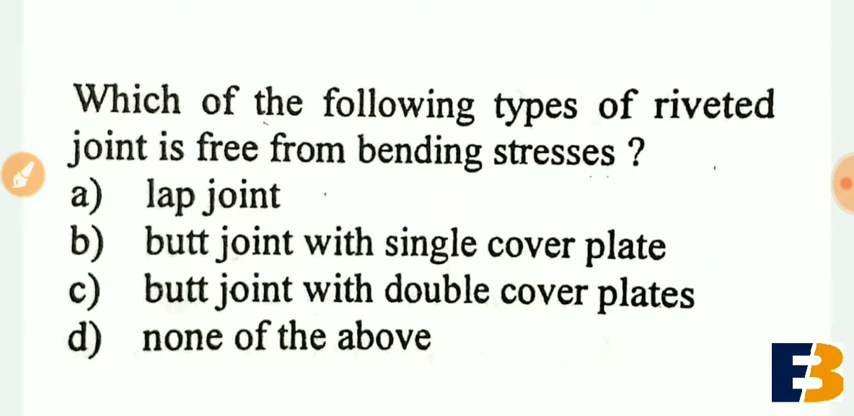 Which of the following types of riveted
joint is free from bending stresses ?
a) lap joint
b) butt joint with single cover plate
c) butt joint with double cover plates
d) none of the above
EB